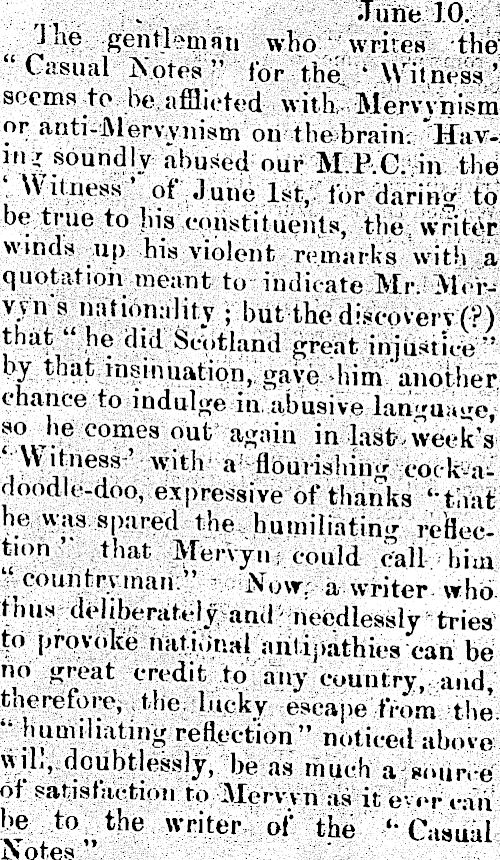 June 10.
The gentleman who writes the
“Casual Notes” for the ‘Witness’
seems to be afflicted with Mervynism
or anti-Mervynism on the brain. Hav-
ing soundly abused our M.P.C. in the
‘Witness’ of June 1st, for daring to
be true to his constituents, the writer
winds up his violent remarks with a
quotation meant to indicate Mr. Mer-
vyn's nationality ; but the discovery (?)
that “he did Scotland great injustice”
by that insinuation, gave him another
chance to indulge in abusive language,
so he comes out again in last week's
‘Witness’ with a flourishing cock-a-
doodle-doo, expressive of thanks “that
he was spared the humiliating reflec-
tion” that Mervyn could call him
“countryman.” Now, a writer who
thus deliberately and needlessly tries
to provoke national antipathies can be
no great credit to any country, and,
therefore, the lucky escape from the
“humiliating reflection” noticed above
will, doubtlessly, be as much a source
of satisfaction to Mervyn as it ever can
be to the writer of the “Casual
Notes”